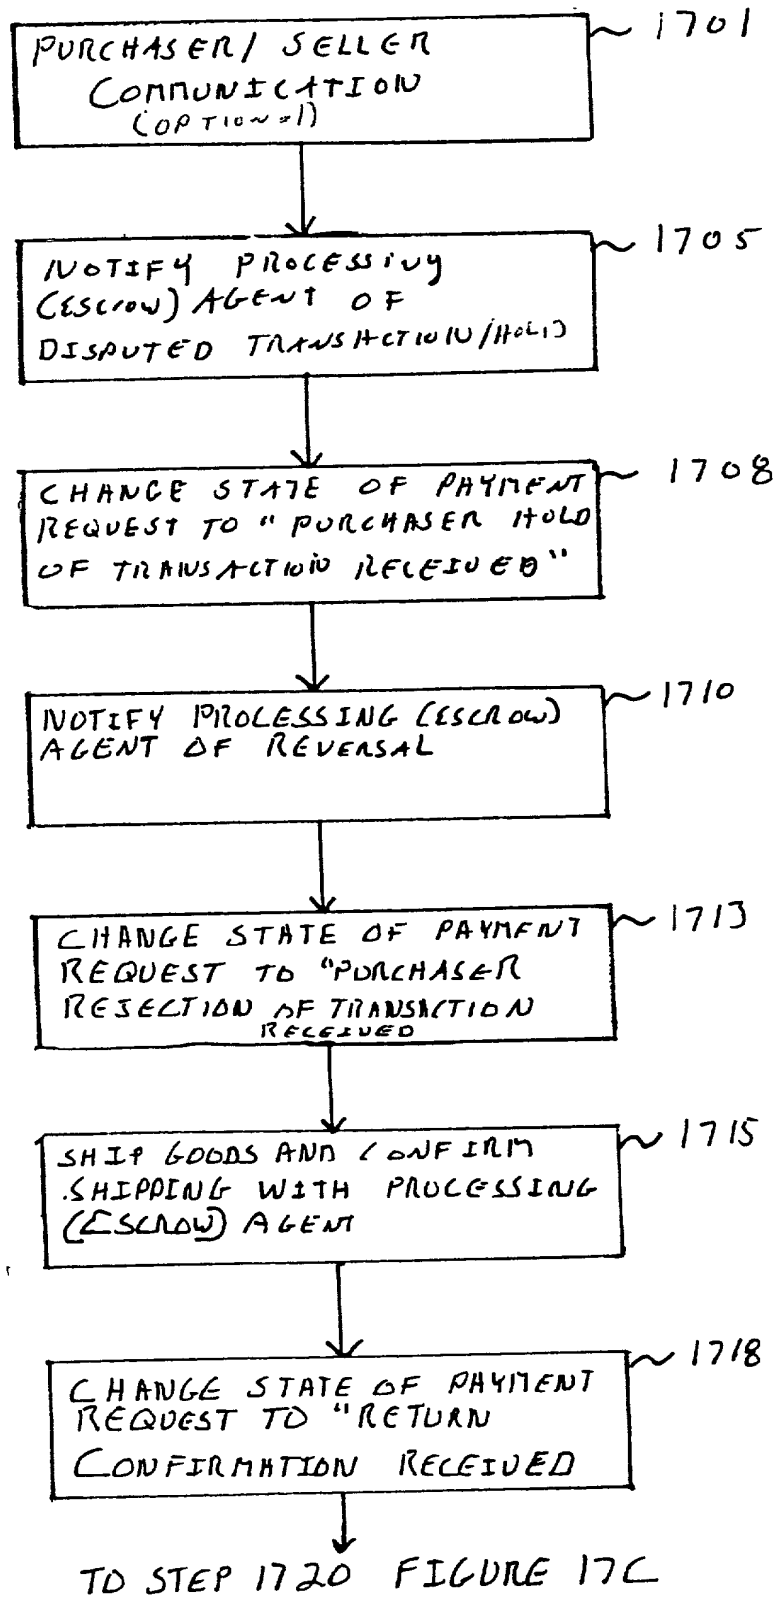 1701
PURCHASER/ SELLER
COMMUNICATION
(OPTION #1)
1705
NOTIFY PROCESSING
(ESCROW) AGENT OF
DISPUTED TRANSACTION/HOLD
1708
CHANGE STATE OF PAYMENT
REQUEST TO "PURCHASER HOLD
OF TRANSACTION RECEIVED"
1710
NOTIFY PROCESSING (ESCROW)
AGENT OF REVERSAL
1713
CHANGE STATE OF PAYMENT
REQUEST TO "PURCHASER
REJECTION OF TRANSACTION
RECEIVED
1715
SHIP GOODS AND CONFIRM
SHIPPING WITH PROCESSING
(ESCROW) AGENT
1718
CHANGE STATE OF PAYMENT
REQUEST TO "RETURN
CONFIRMATION RECEIVED
TO STEP 1720 FIGURE 17C